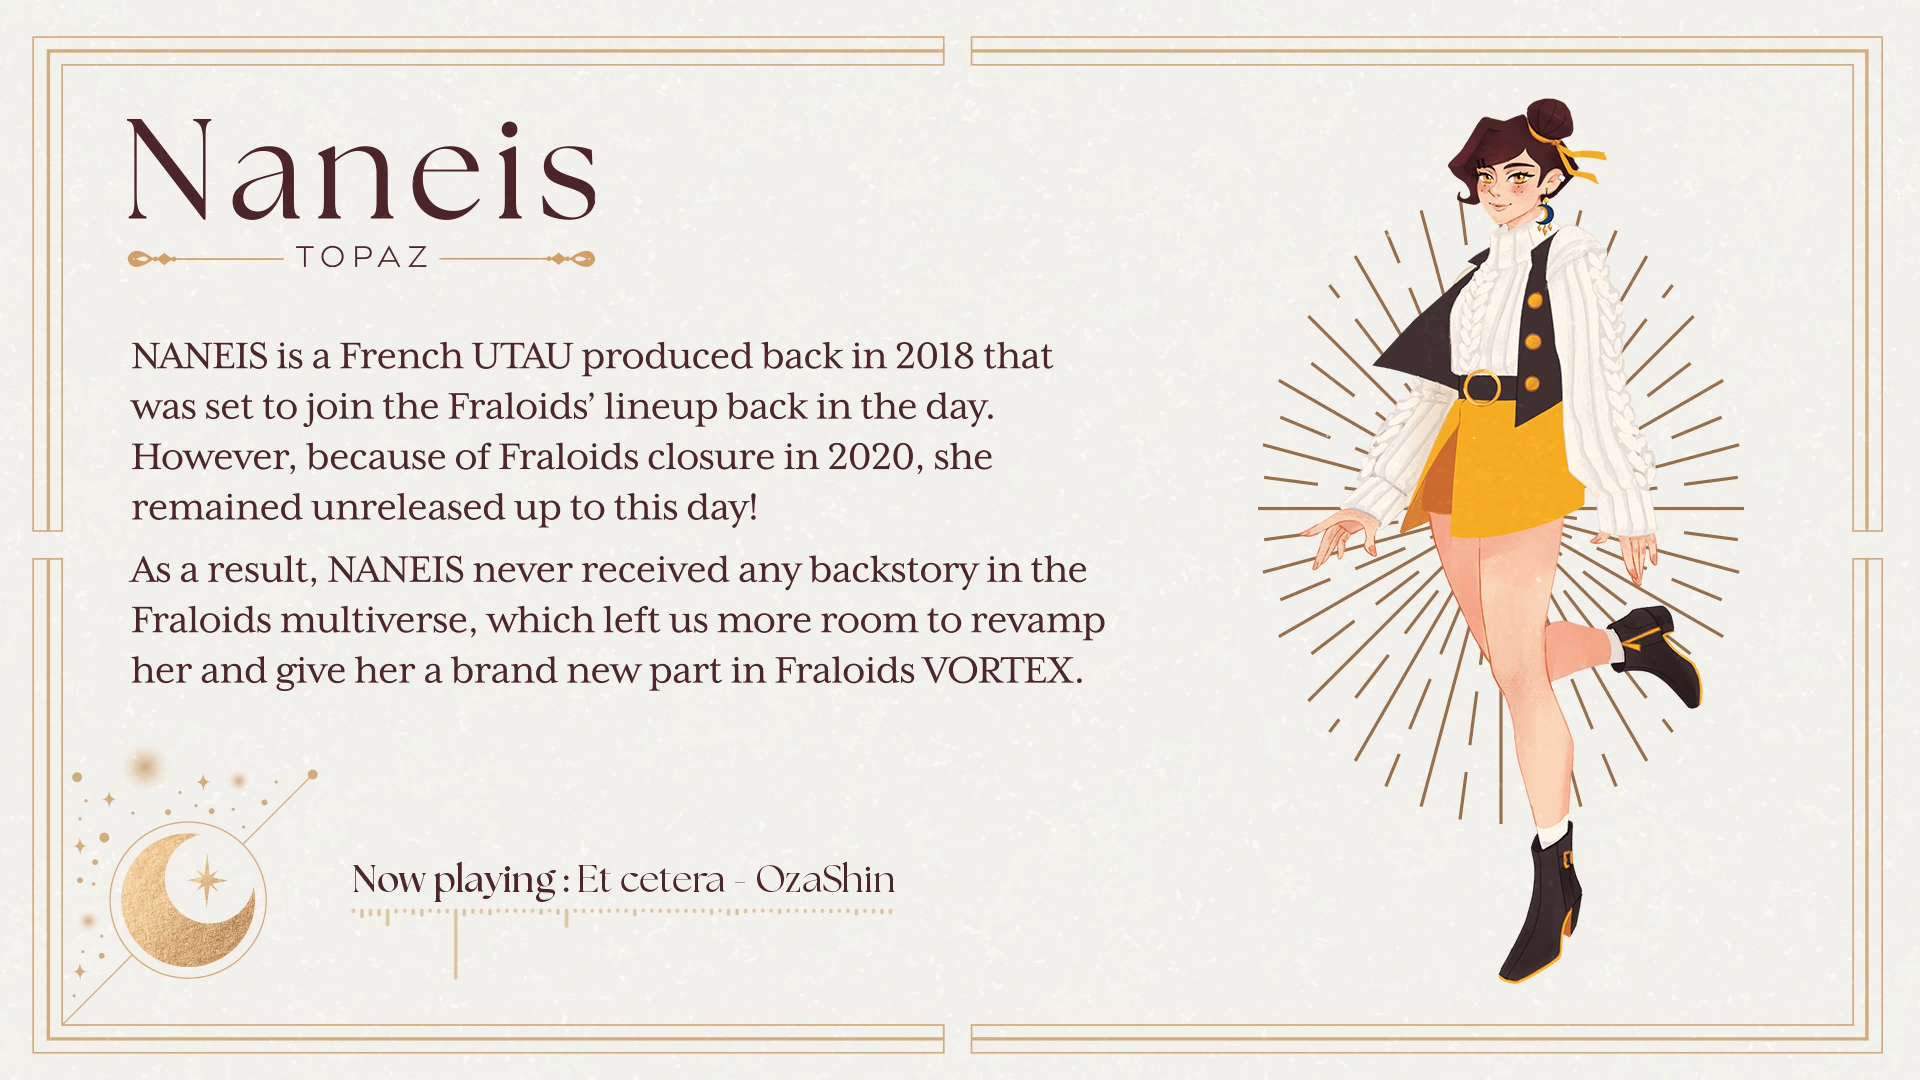 Naneis
TOPAZ
NANEIS is a French UTAU produced back in 2018 that
was set to join the Fraloids’ lineup back in the day.
However, because of Fraloids closure in 2020, she
remained unreleased up to this day!
As a result, NANEIS never received any backstory in the
Fraloids multiverse, which left us more room to revamp
her and give her a brand new part in Fraloids VORTEX.
Now playing : Et cetera - OzaShin